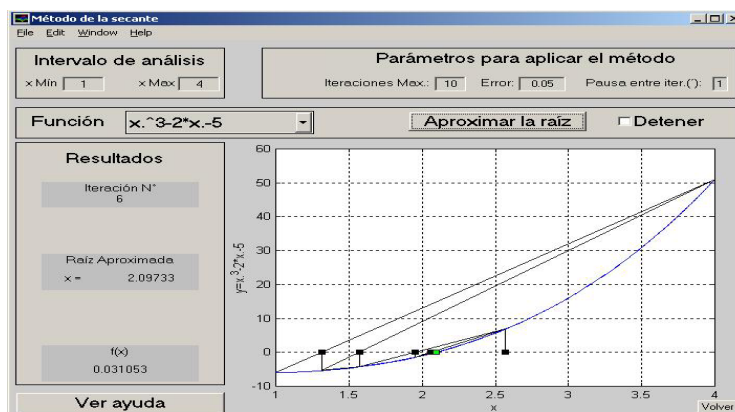 Método de la secante
File Edit Window Help
Intervalo de análisis
x Mín 1 x Max 4
Parámetros para aplicar el método
Iteraciones Max.: 10 Error: 0.05 Pausa entre iter.("): 1
Función x.^3-2*x.-5 Aproximar la raíz Detener
Resultados
Iteración N°
6
Raíz Aproximada
x = 2.09733
f(x)
0.031053
Ver ayuda
y=x.^3-2*x.-5
60
50
40
30
20
10
0
-10
1 1.5 2 2.5 3 3.5 4
x
Volver